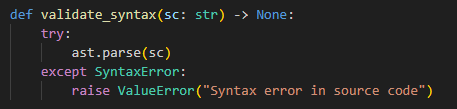 def validate_syntax(sc: str) -> None:
    try:
        ast.parse(sc)
    except SyntaxError:
        raise ValueError("Syntax error in source code")